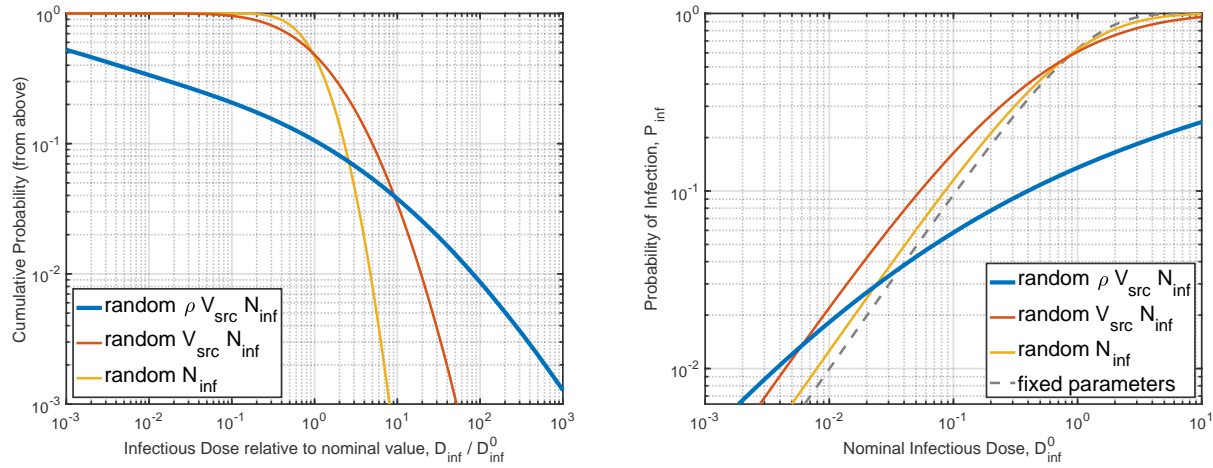 10^0
10^-1
10^-2
10^-3
10^-3 10^-2 10^-1 10^0 10^1 10^2 10^3
Cumulative Probability (from above)
Infectious Dose relative to nominal value, D_inf / D_inf^0
random ρ V_src N_inf
random V_src N_inf
random N_inf
10^0
10^-1
10^-2
10^-3 10^-2 10^-1 10^0 10^1
Probability of Infection, P_inf
Nominal Infectious Dose, D_inf^0
random ρ V_src N_inf
random V_src N_inf
random N_inf
fixed parameters